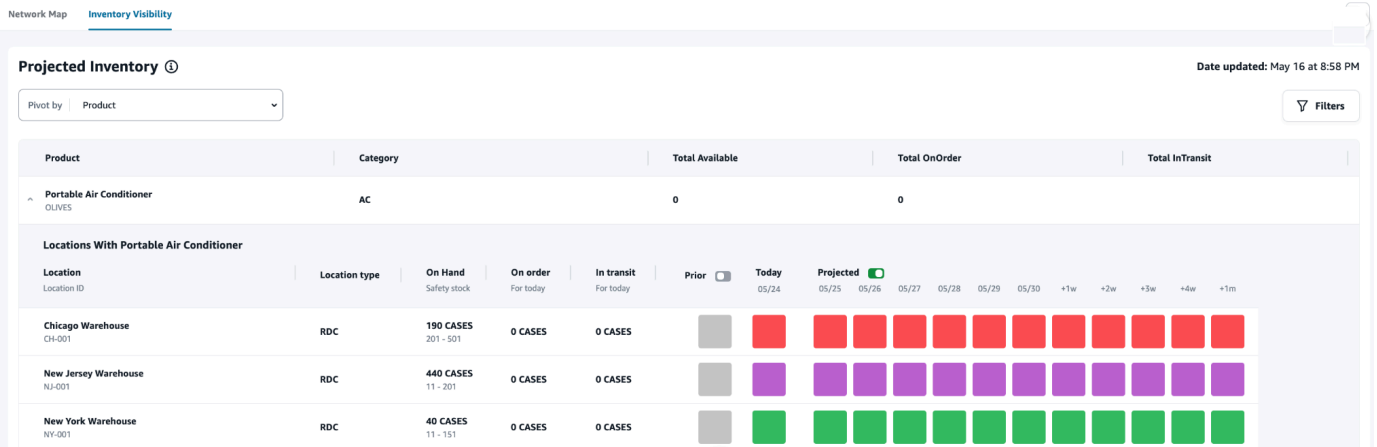 Network Map Inventory Visibility
Projected Inventory
Date updated: May 16 at 8:58 PM
Pivot by Product
Filters
Product Category Total Available Total OnOrder Total InTransit
Portable Air Conditioner AC 0 0
OLIVES
Locations With Portable Air Conditioner
Location Location type On Hand On order In transit Prior Today Projected
Location ID Safety stock For today For today 05/24 05/25 05/26 05/27 05/28 05/29 05/30 +1w +2w +3w +4w +1m
Chicago Warehouse RDC 190 CASES 0 CASES 0 CASES
CH-001 201 - 501
New Jersey Warehouse RDC 440 CASES 0 CASES 0 CASES
NJ-001 11 - 201
New York Warehouse RDC 40 CASES 0 CASES 0 CASES
NY-001 11 - 151